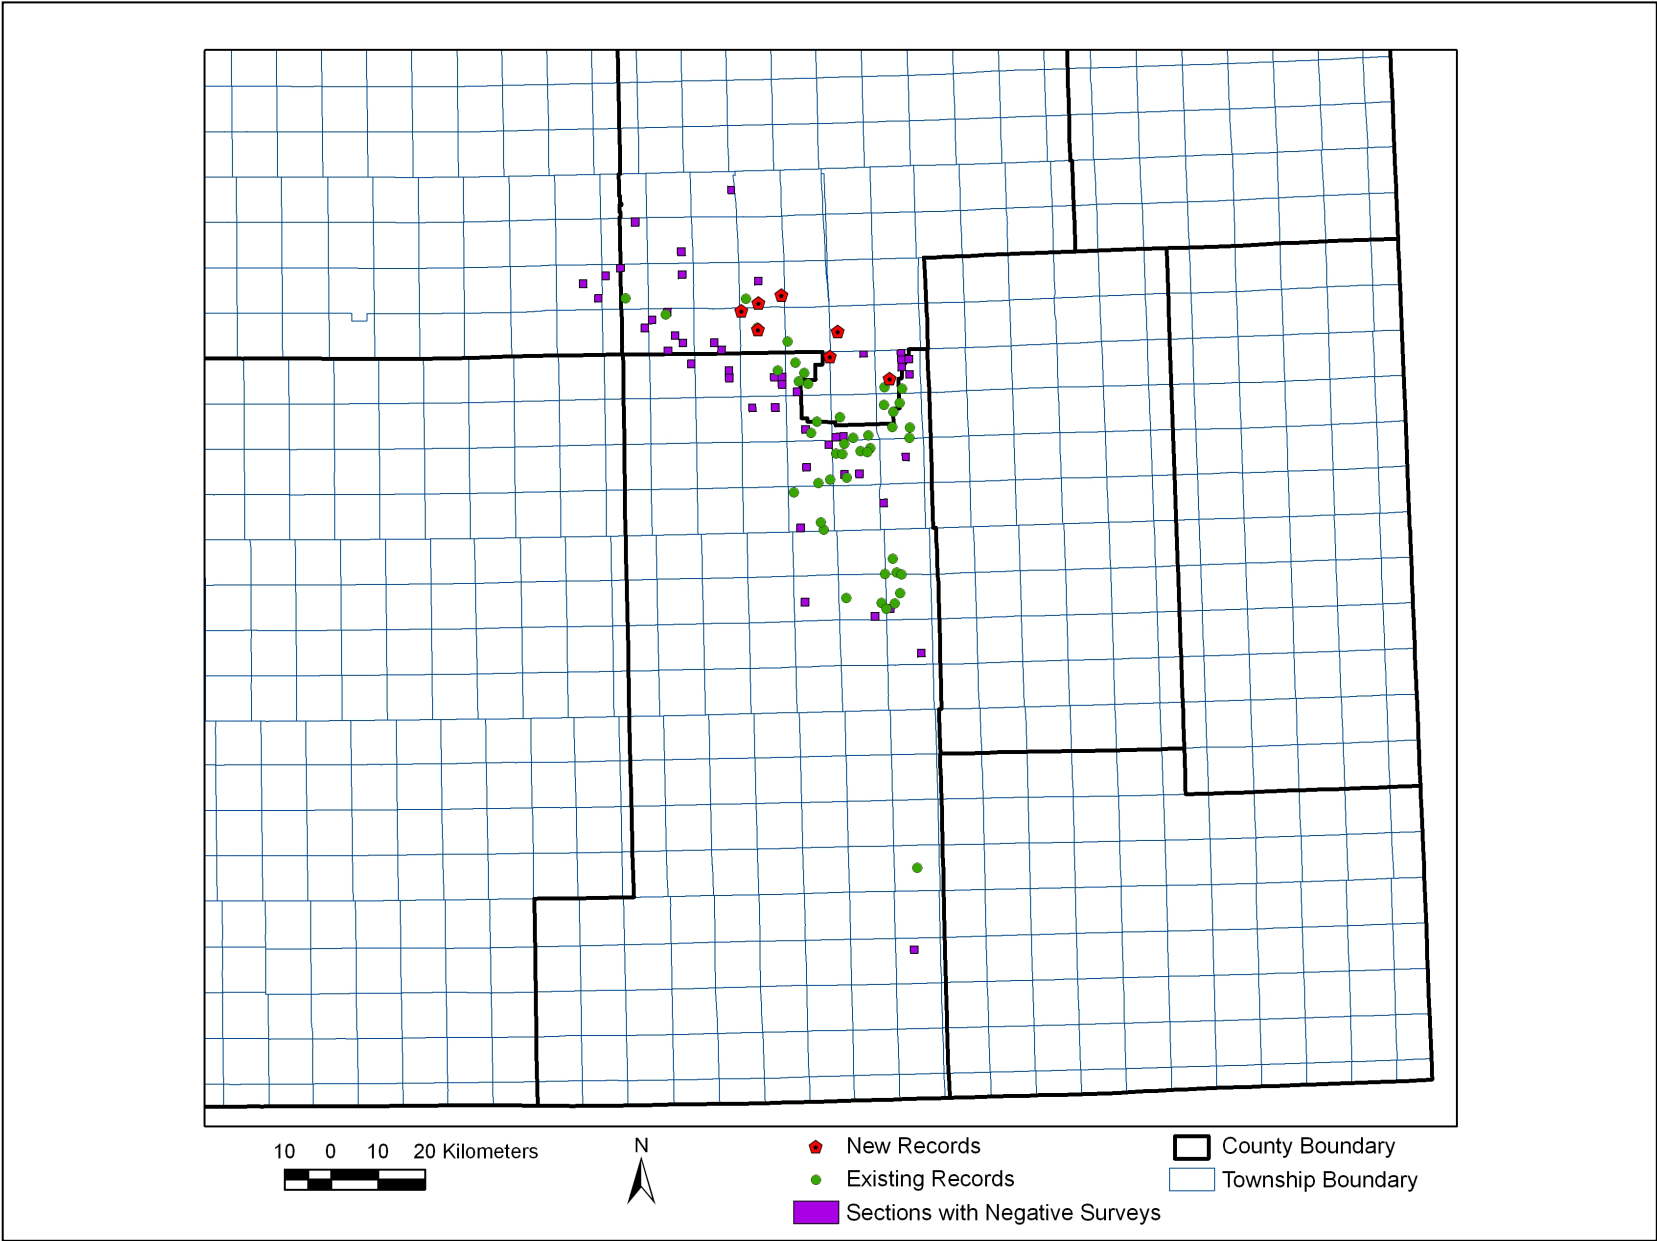 10 0 10 20 Kilometers
N
New Records
Existing Records
Sections with Negative Surveys
County Boundary
Township Boundary